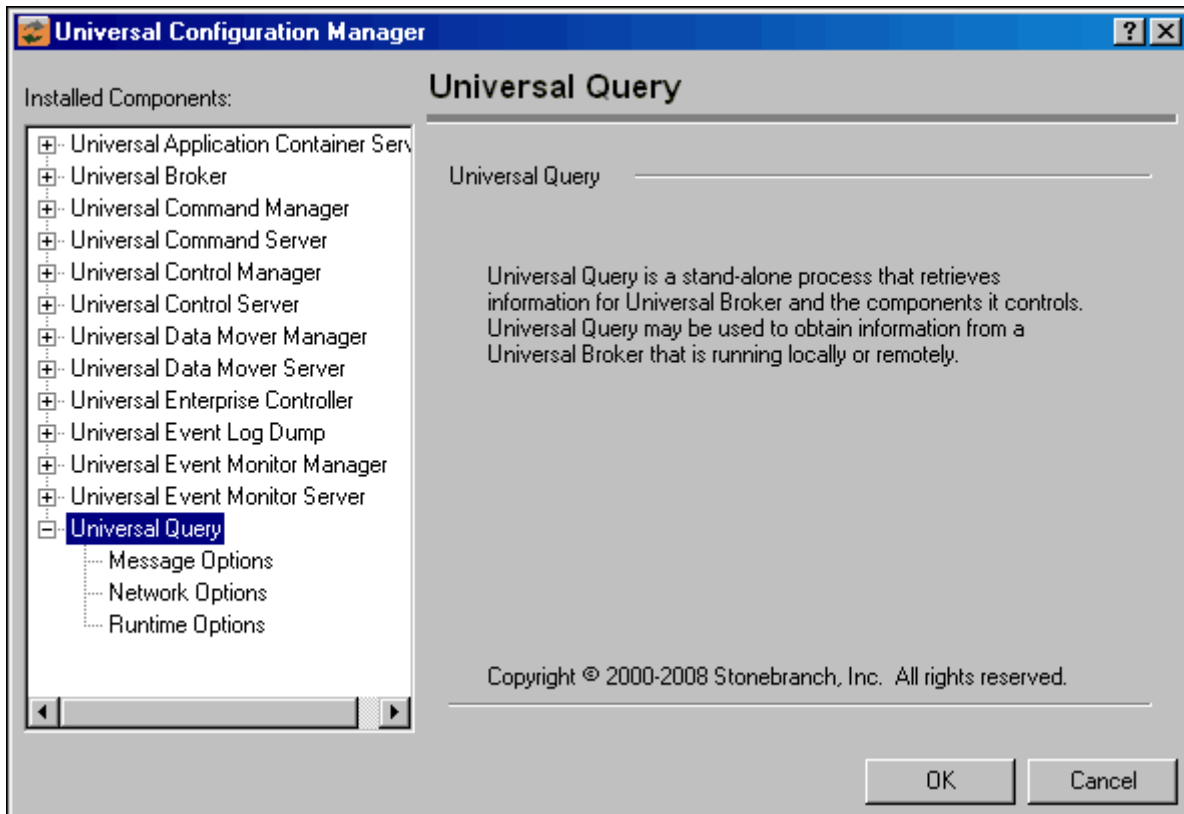 Universal Configuration Manager
Installed Components:
Universal Application Container Serv
Universal Broker
Universal Command Manager
Universal Command Server
Universal Control Manager
Universal Control Server
Universal Data Mover Manager
Universal Data Mover Server
Universal Enterprise Controller
Universal Event Log Dump
Universal Event Monitor Manager
Universal Event Monitor Server
Universal Query
Message Options
Network Options
Runtime Options
Universal Query
Universal Query
Universal Query is a stand-alone process that retrieves
information for Universal Broker and the components it controls.
Universal Query may be used to obtain information from a
Universal Broker that is running locally or remotely.
Copyright © 2000-2008 Stonebranch, Inc.  All rights reserved.
OK
Cancel